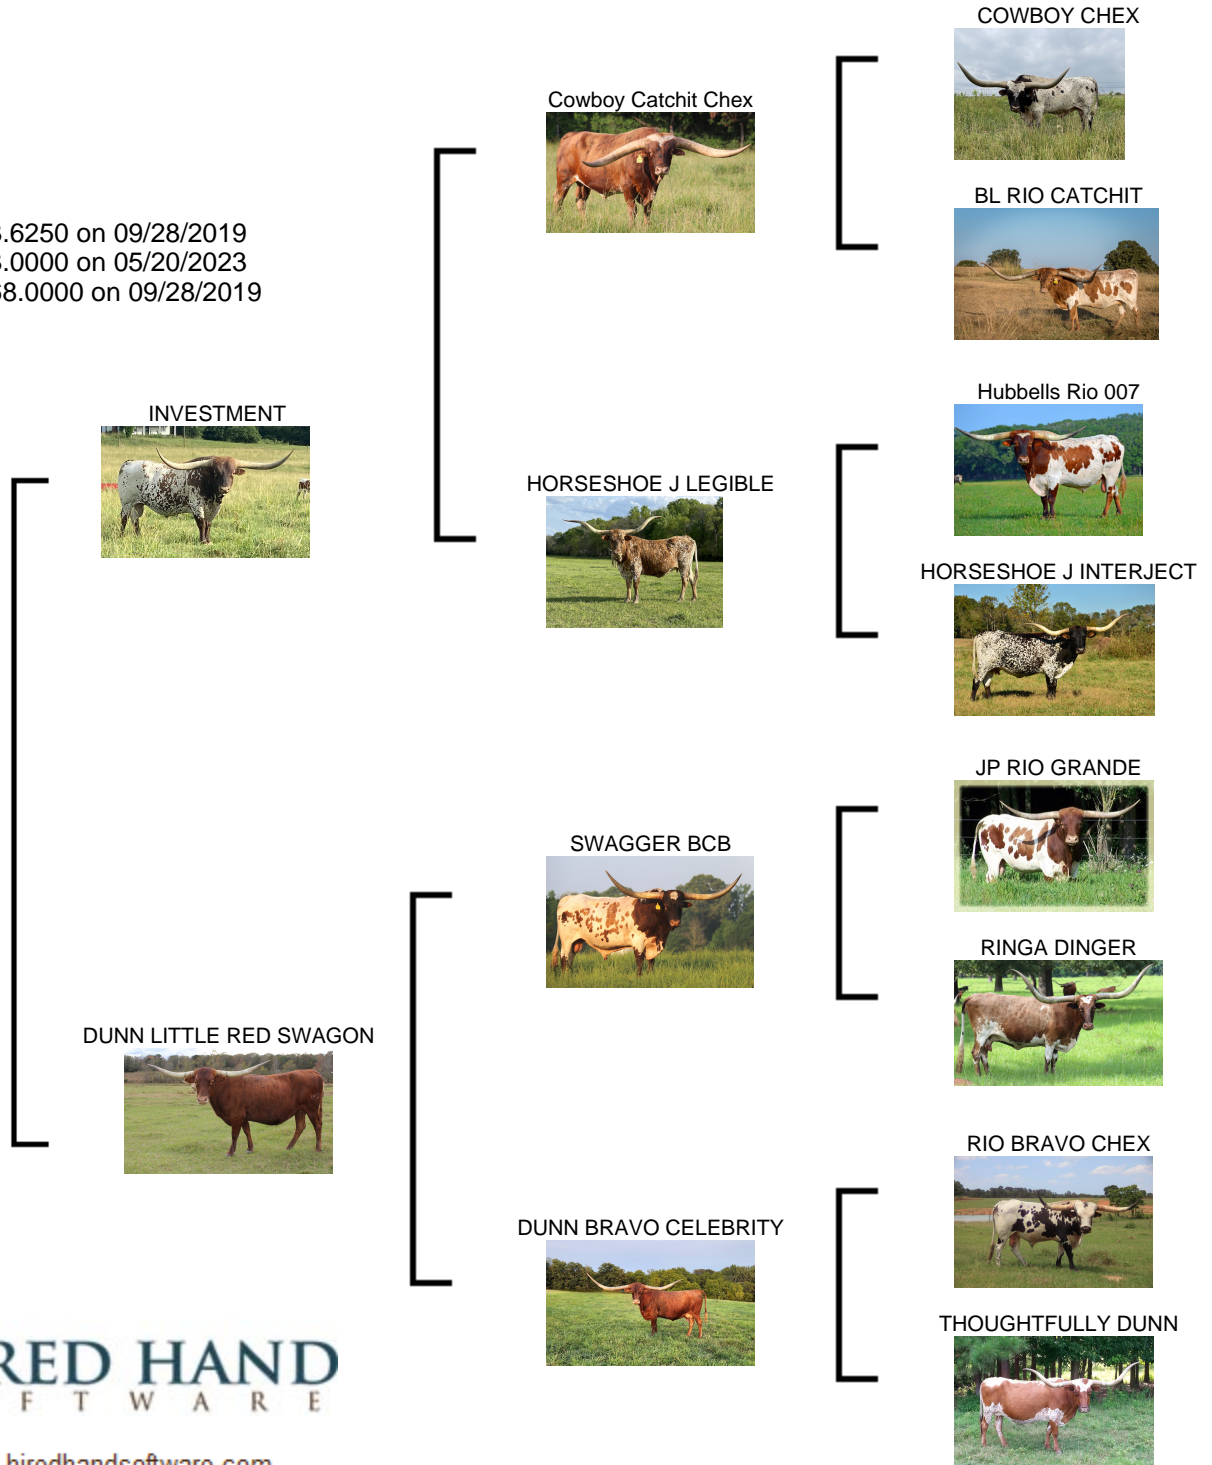 COWBOY CHEX
Cowboy Catchit Chex
BL RIO CATCHIT
.6250 on 09/28/2019
.0000 on 05/20/2023
8.0000 on 09/28/2019
Hubbells Rio 007
INVESTMENT
HORSESHOE J LEGIBLE
HORSESHOE J INTERJECT
JP RIO GRANDE
SWAGGER BCB
RINGA DINGER
DUNN LITTLE RED SWAGON
RIO BRAVO CHEX
DUNN BRAVO CELEBRITY
THOUGHTFULLY DUNN
RED HAND
F T W A R E
hiredhandsoftware.com